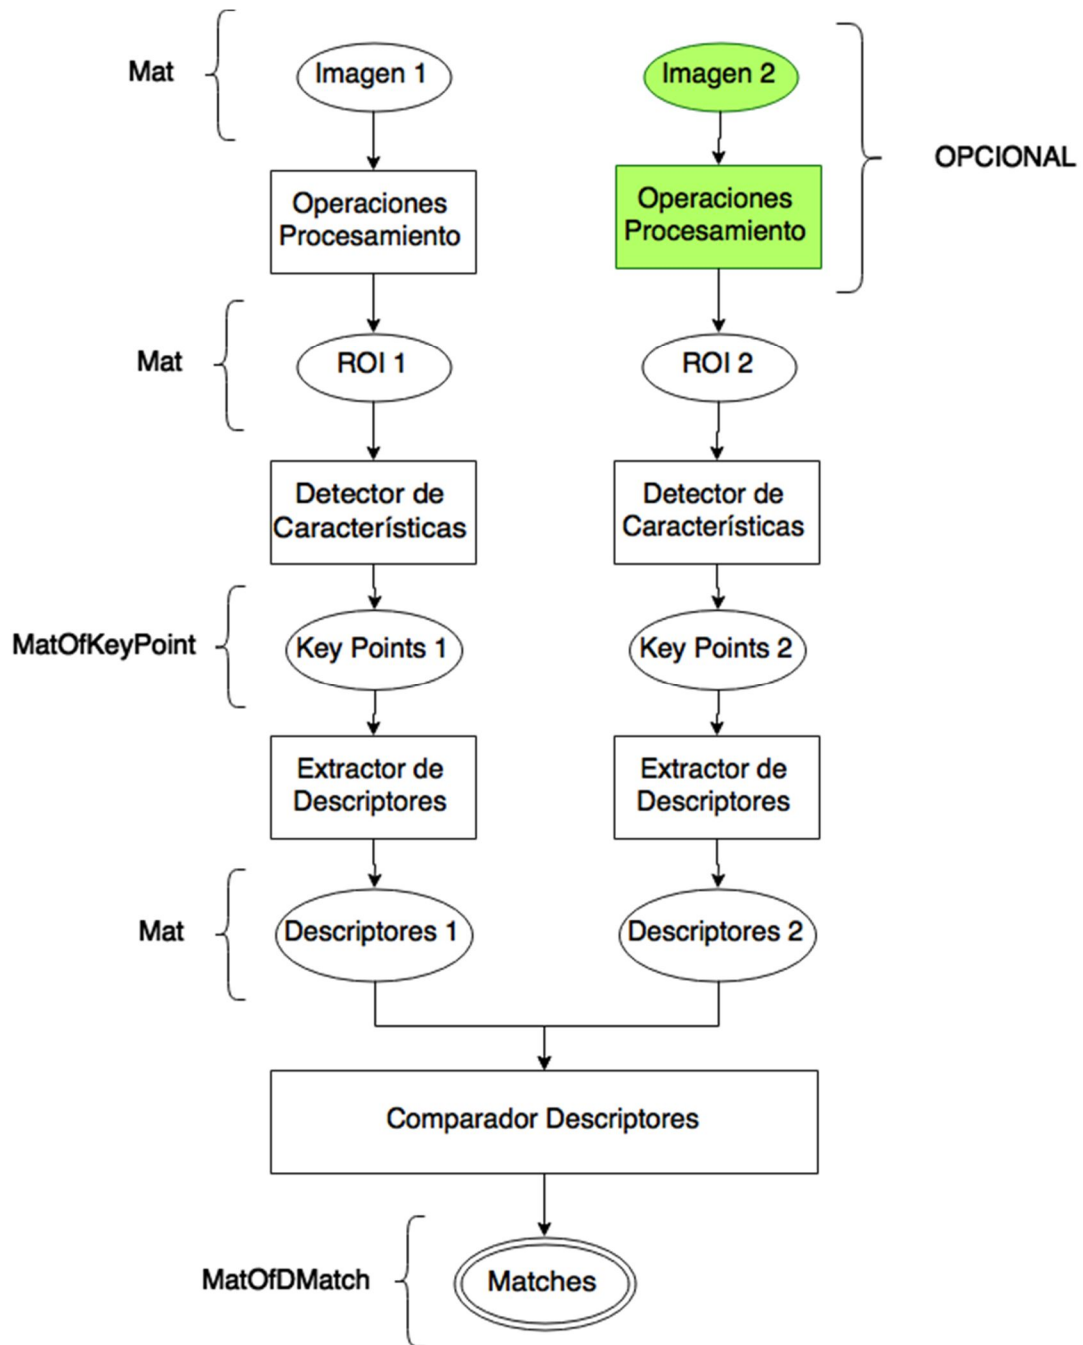 Mat
Imagen 1
Imagen 2
OPCIONAL
Operaciones
Procesamiento
Operaciones
Procesamiento
Mat
ROI 1
ROI 2
Detector de
Características
Detector de
Características
MatOfKeyPoint
Key Points 1
Key Points 2
Extractor de
Descriptores
Extractor de
Descriptores
Mat
Descriptores 1
Descriptores 2
Comparador Descriptores
MatOfDMatch
Matches